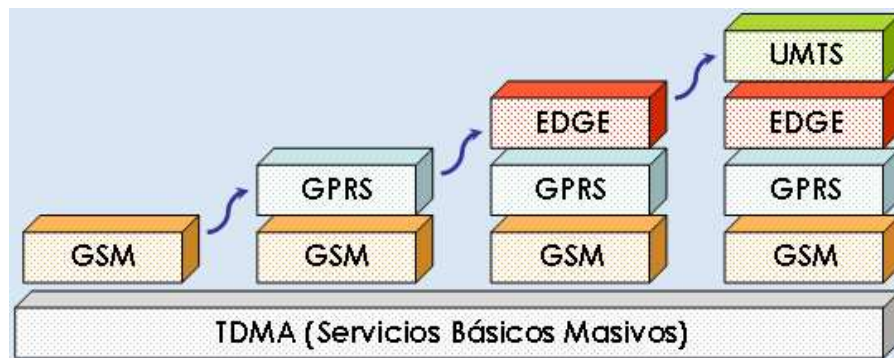 UMTS
EDGE EDGE
GPRS GPRS GPRS
GSM GSM GSM GSM
TDMA (Servicios Básicos Masivos)